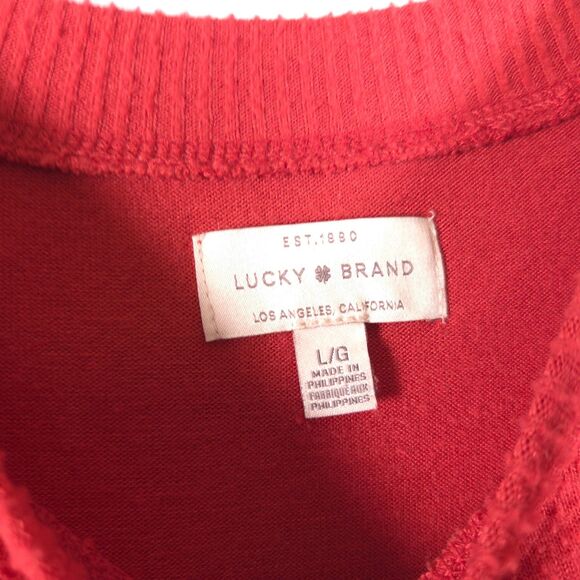 EST.1990
LUCKY BRAND
LOS ANGELES, CALIFORNIA
L/G
MADE IN
PHILIPPINES
FABRIQUÉ AUX
PHILIPPINES